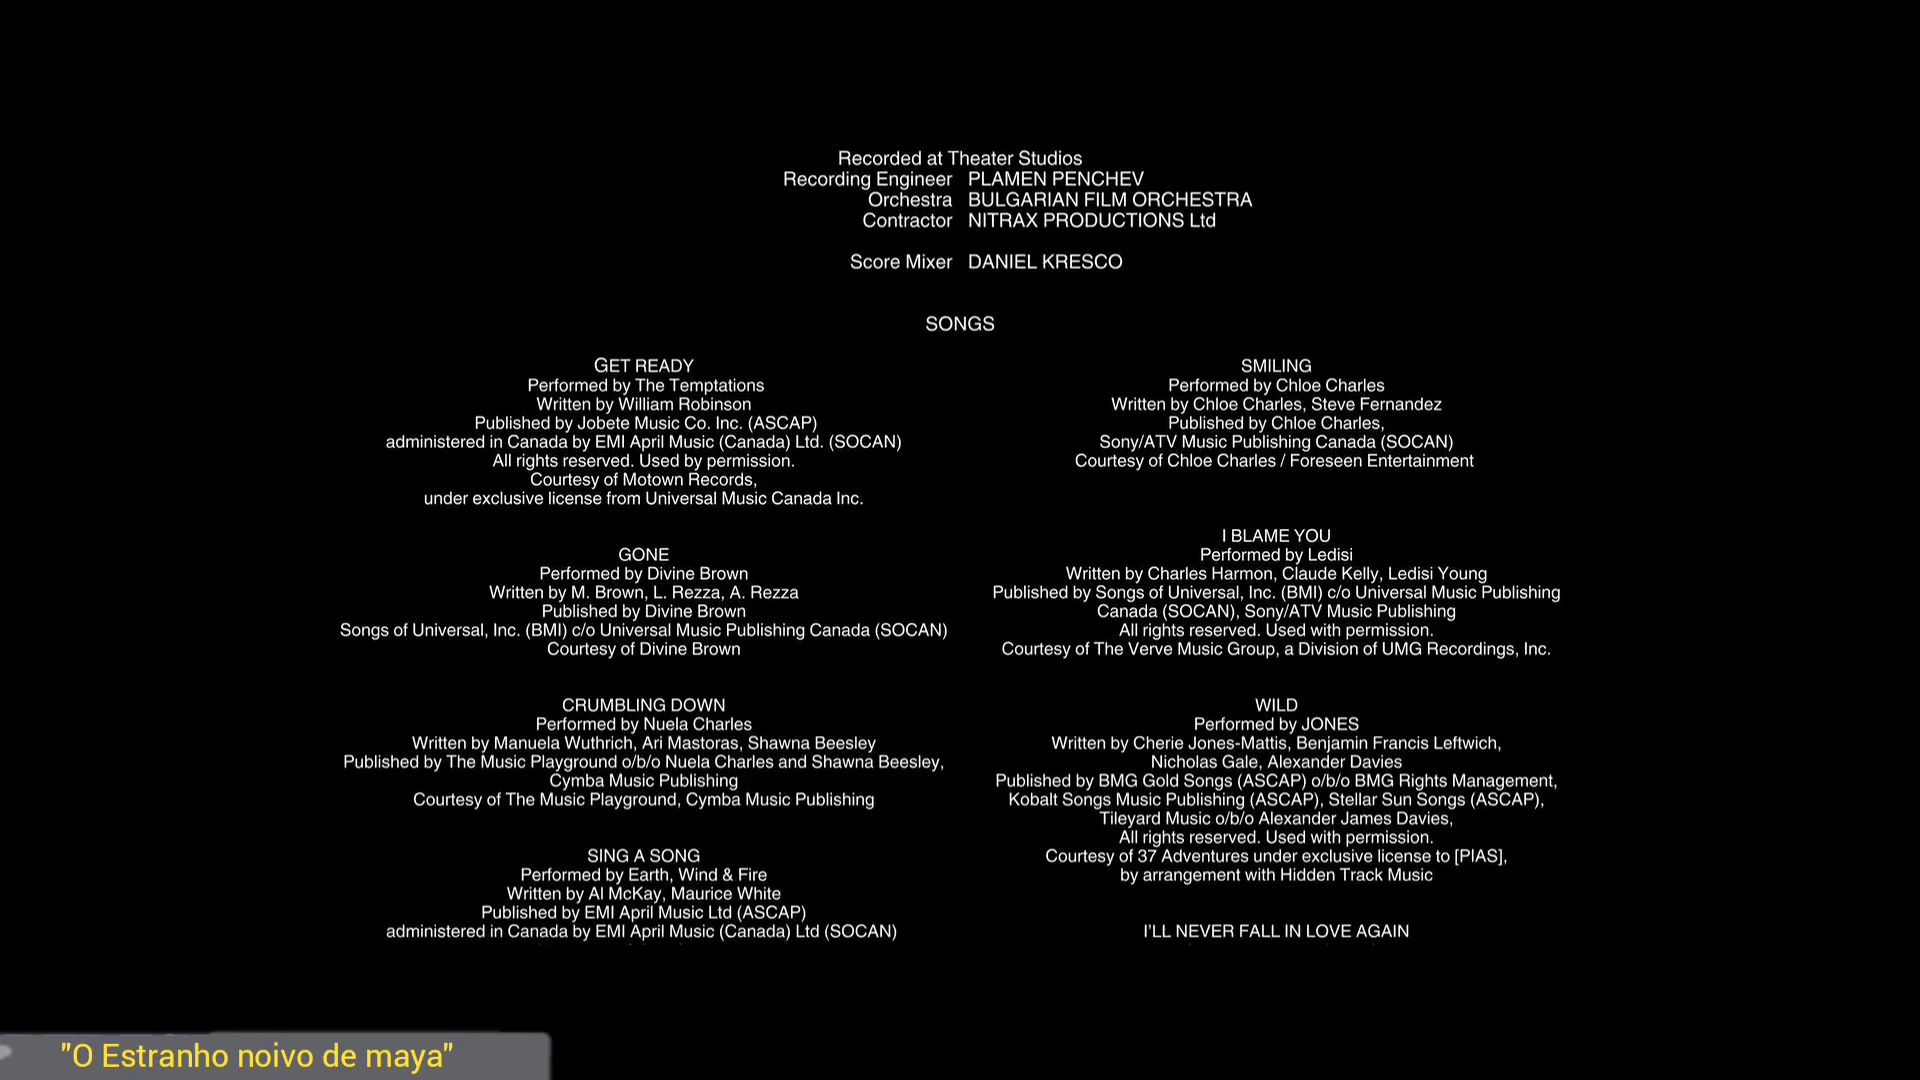 Recorded at Theater Studios
Recording Engineer PLAMEN PENCHEV
Orchestra BULGARIAN FILM ORCHESTRA
Contractor NITRAX PRODUCTIONS Ltd
Score Mixer DANIEL KRESCO
SONGS
GET READY
Performed by The Temptations
Written by William Robinson
Published by Jobete Music Co. Inc. (ASCAP)
administered in Canada by EMI April Music (Canada) Ltd. (SOCAN)
All rights reserved. Used by permission.
Courtesy of Motown Records,
under exclusive license from Universal Music Canada Inc.
GONE
Performed by Divine Brown
Written by M. Brown, L. Rezza, A. Rezza
Published by Divine Brown
Songs of Universal, Inc. (BMI) c/o Universal Music Publishing Canada (SOCAN)
Courtesy of Divine Brown
CRUMBLING DOWN
Performed by Nuela Charles
Written by Manuela Wuthrich, Ari Mastoras, Shawna Beesley
Published by The Music Playground o/b/o Nuela Charles and Shawna Beesley,
Cymba Music Publishing
Courtesy of The Music Playground, Cymba Music Publishing
SING A SONG
Performed by Earth, Wind & Fire
Written by Al McKay, Maurice White
Published by EMI April Music Ltd (ASCAP)
administered in Canada by EMI April Music (Canada) Ltd (SOCAN)
SMILING
Performed by Chloe Charles
Written by Chloe Charles, Steve Fernandez
Published by Chloe Charles,
Sony/ATV Music Publishing Canada (SOCAN)
Courtesy of Chloe Charles / Foreseen Entertainment
I BLAME YOU
Performed by Ledisi
Written by Charles Harmon, Claude Kelly, Ledisi Young
Published by Songs of Universal, Inc. (BMI) c/o Universal Music Publishing
Canada (SOCAN), Sony/ATV Music Publishing
All rights reserved. Used with permission.
Courtesy of The Verve Music Group, a Division of UMG Recordings, Inc.
WILD
Performed by JONES
Written by Cherie Jones-Mattis, Benjamin Francis Leftwich,
Nicholas Gale, Alexander Davies
Published by BMG Gold Songs (ASCAP) o/b/o BMG Rights Management,
Kobalt Songs Music Publishing (ASCAP), Stellar Sun Songs (ASCAP),
Tileyard Music o/b/o Alexander James Davies,
All rights reserved. Used with permission.
Courtesy of 37 Adventures under exclusive license to [PIAS],
by arrangement with Hidden Track Music
I'LL NEVER FALL IN LOVE AGAIN
"O Estranho noivo de maya"